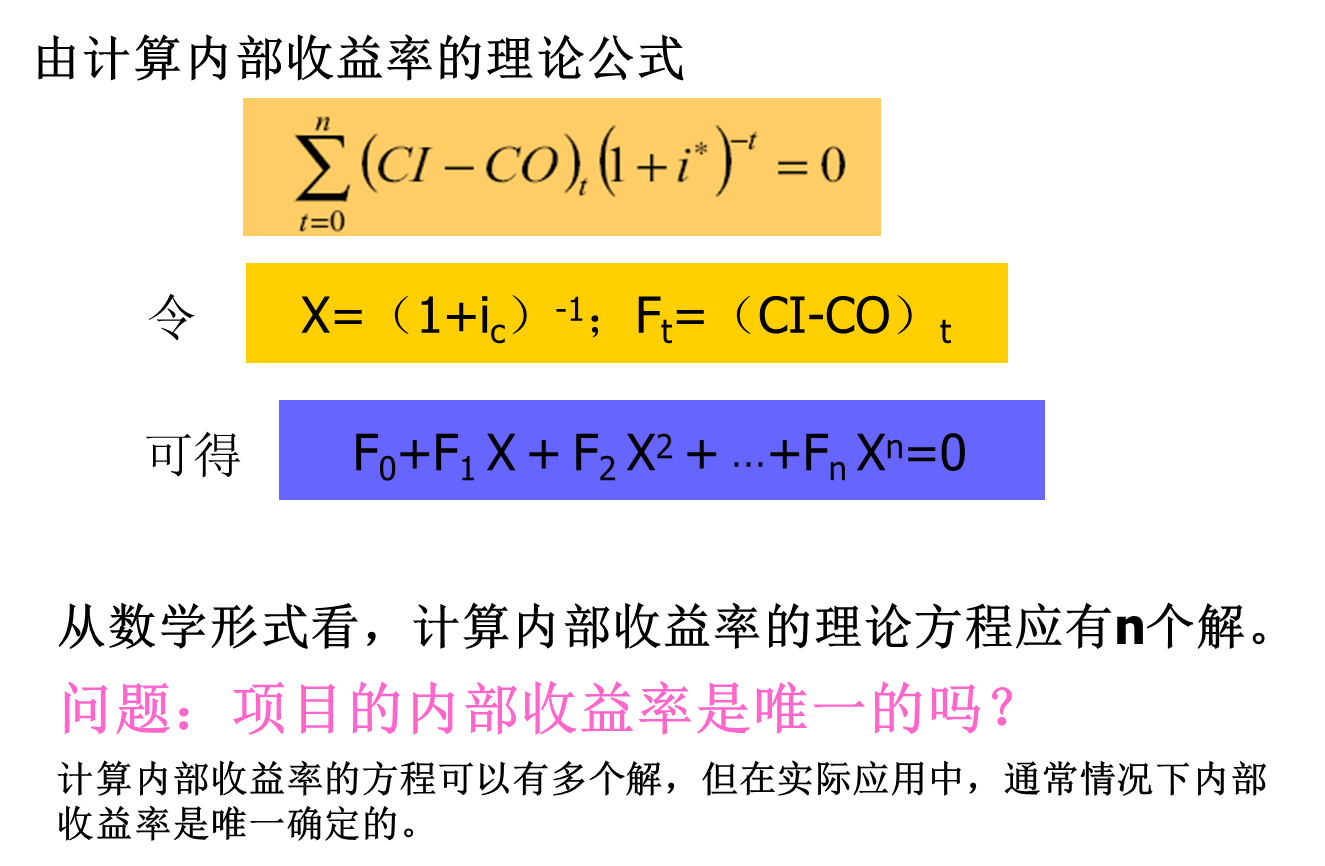 由计算内部收益率的理论公式
$\sum_{t=0}^{n}(CI-CO)_t(1+i^*)^{-t}=0$
令 X=（1+i_c）^{-1}；F_t=（CI-CO）_t
可得 F_0+F_1 X + F_2 X^2 + …+F_n X^n=0
从数学形式看，计算内部收益率的理论方程应有n个解。
问题：项目的内部收益率是唯一的吗？
计算内部收益率的方程可以有多个解，但在实际应用中，通常情况下内部
收益率是唯一确定的。